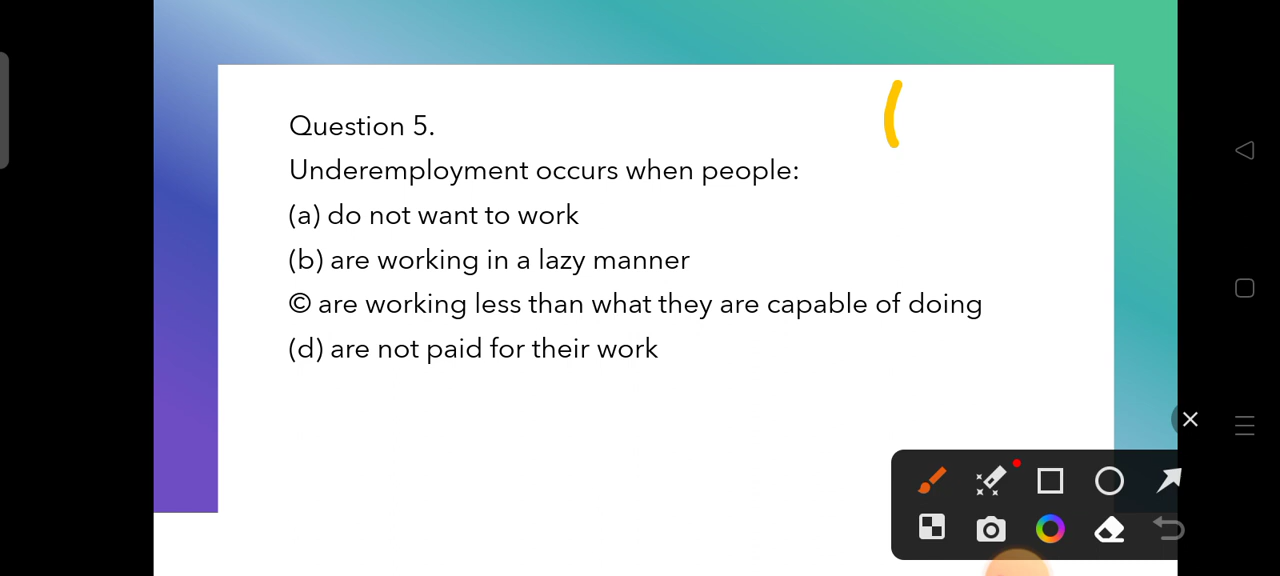 Question 5.
Underemployment occurs when people:
(a) do not want to work
(b) are working in a lazy manner
© are working less than what they are capable of doing
(d) are not paid for their work